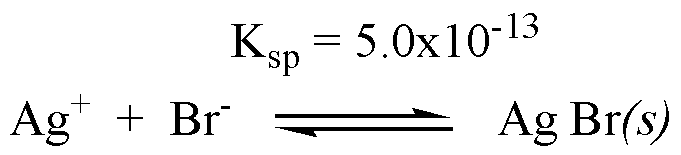 Ksp = 5.0x10-13
Ag+ + Br- ⇌ Ag Br(s)